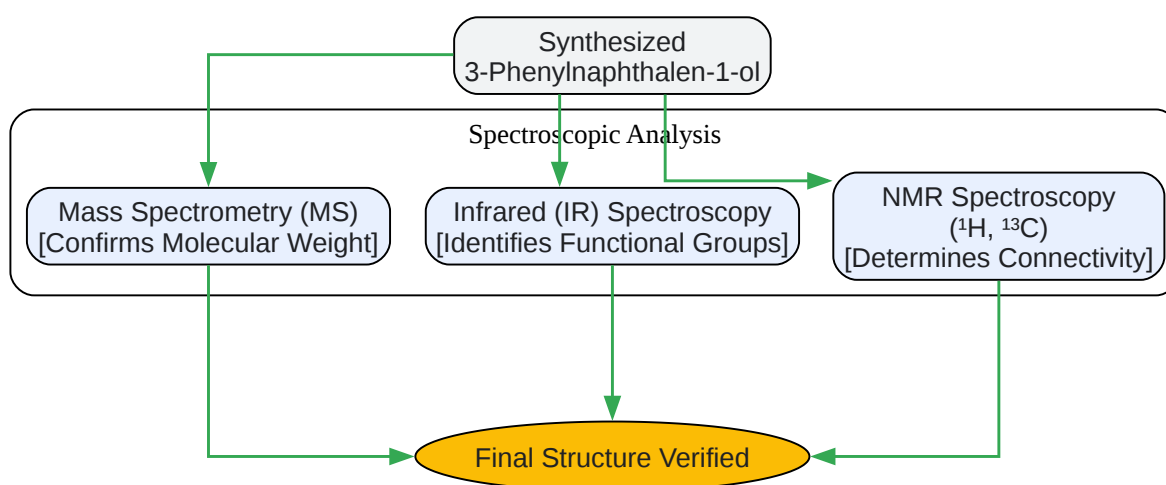 Synthesized
3-Phenylnaphthalen-1-ol
Spectroscopic Analysis
Mass Spectrometry (MS)
[Confirms Molecular Weight]
Infrared (IR) Spectroscopy
[Identifies Functional Groups]
NMR Spectroscopy
(¹H, ¹³C)
[Determines Connectivity]
Final Structure Verified